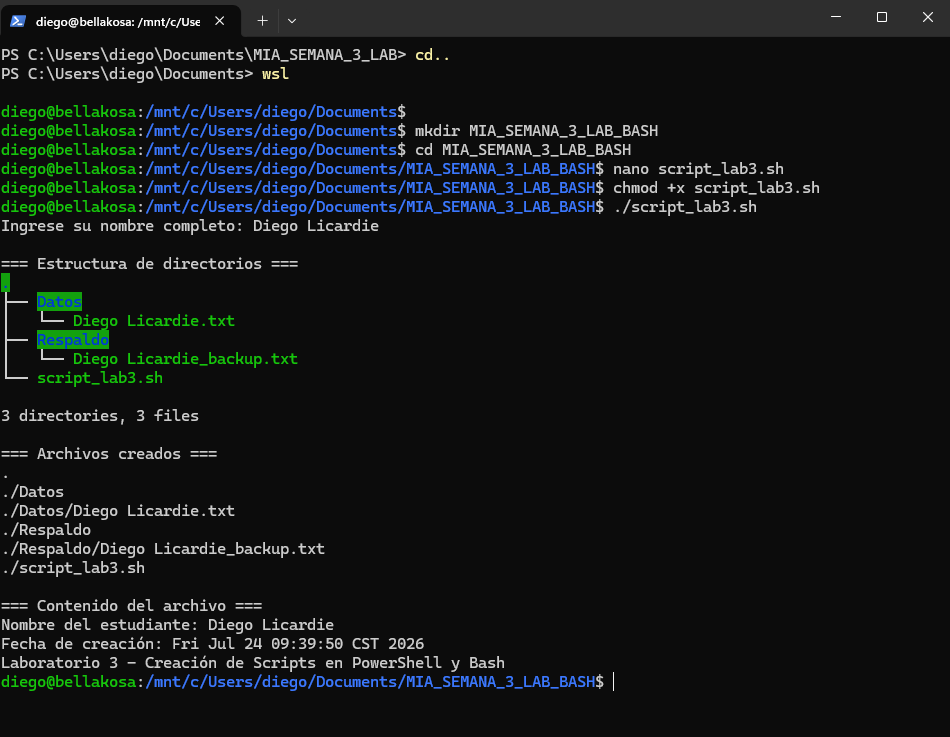 diego@bellakosa: /mnt/c/Use
PS C:\Users\diego\Documents\MIA_SEMANA_3_LAB> cd..
PS C:\Users\diego\Documents> wsl
diego@bellakosa:/mnt/c/Users/diego/Documents$
diego@bellakosa:/mnt/c/Users/diego/Documents$ mkdir MIA_SEMANA_3_LAB_BASH
diego@bellakosa:/mnt/c/Users/diego/Documents$ cd MIA_SEMANA_3_LAB_BASH
diego@bellakosa:/mnt/c/Users/diego/Documents/MIA_SEMANA_3_LAB_BASH$ nano script_lab3.sh
diego@bellakosa:/mnt/c/Users/diego/Documents/MIA_SEMANA_3_LAB_BASH$ chmod +x script_lab3.sh
diego@bellakosa:/mnt/c/Users/diego/Documents/MIA_SEMANA_3_LAB_BASH$ ./script_lab3.sh
Ingrese su nombre completo: Diego Licardie
=== Estructura de directorios ===
.
├── Datos
│   └── Diego Licardie.txt
├── Respaldo
│   └── Diego Licardie_backup.txt
└── script_lab3.sh
3 directories, 3 files
=== Archivos creados ===
.
./Datos
./Datos/Diego Licardie.txt
./Respaldo
./Respaldo/Diego Licardie_backup.txt
./script_lab3.sh
=== Contenido del archivo ===
Nombre del estudiante: Diego Licardie
Fecha de creación: Fri Jul 24 09:39:50 CST 2026
Laboratorio 3 - Creación de Scripts en PowerShell y Bash
diego@bellakosa:/mnt/c/Users/diego/Documents/MIA_SEMANA_3_LAB_BASH$